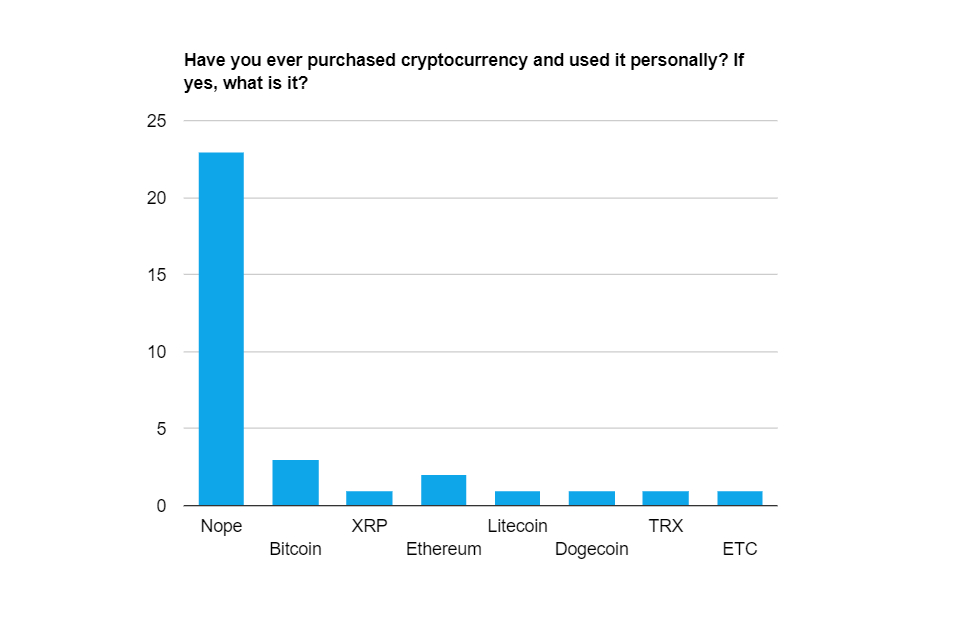 Have you ever purchased cryptocurrency and used it personally? If
yes, what is it?
25
20
15
10
5
0
Nope
XRP
Litecoin
TRX
Bitcoin
Ethereum
Dogecoin
ETC